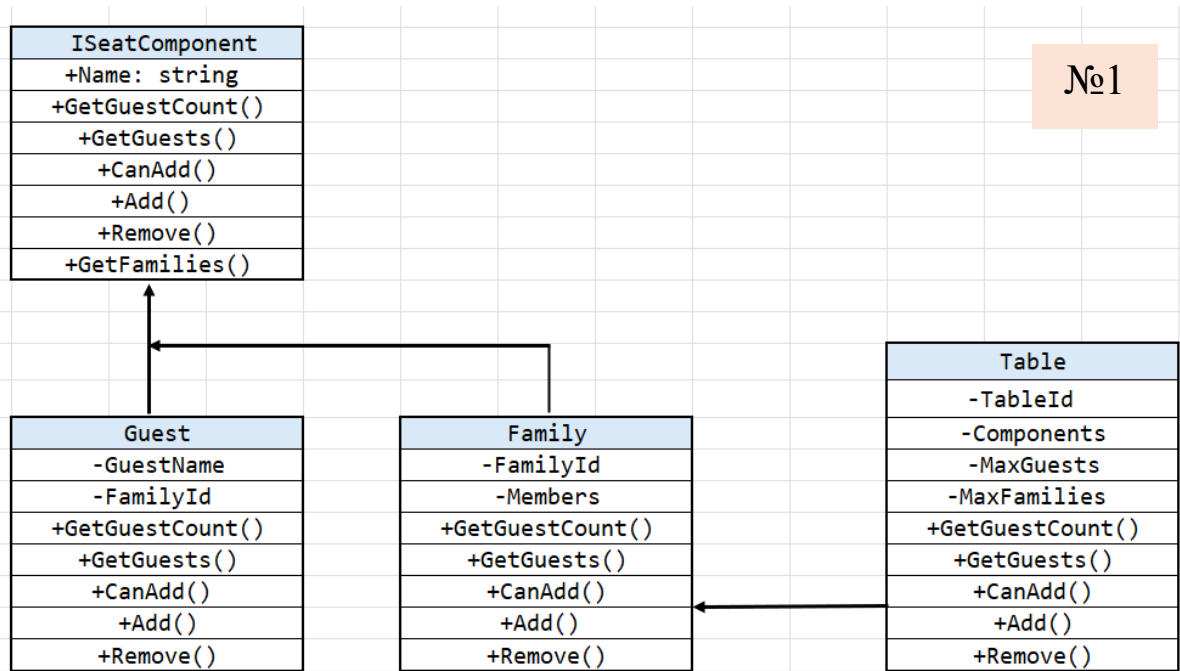 ISeatComponent
+Name: string
+GetGuestCount()
+GetGuests()
+CanAdd()
+Add()
+Remove()
+GetFamilies()
№1
Guest
-GuestName
-FamilyId
+GetGuestCount()
+GetGuests()
+CanAdd()
+Add()
+Remove()
Family
-FamilyId
-Members
+GetGuestCount()
+GetGuests()
+CanAdd()
+Add()
+Remove()
Table
-TableId
-Components
-MaxGuests
-MaxFamilies
+GetGuestCount()
+GetGuests()
+CanAdd()
+Add()
+Remove()